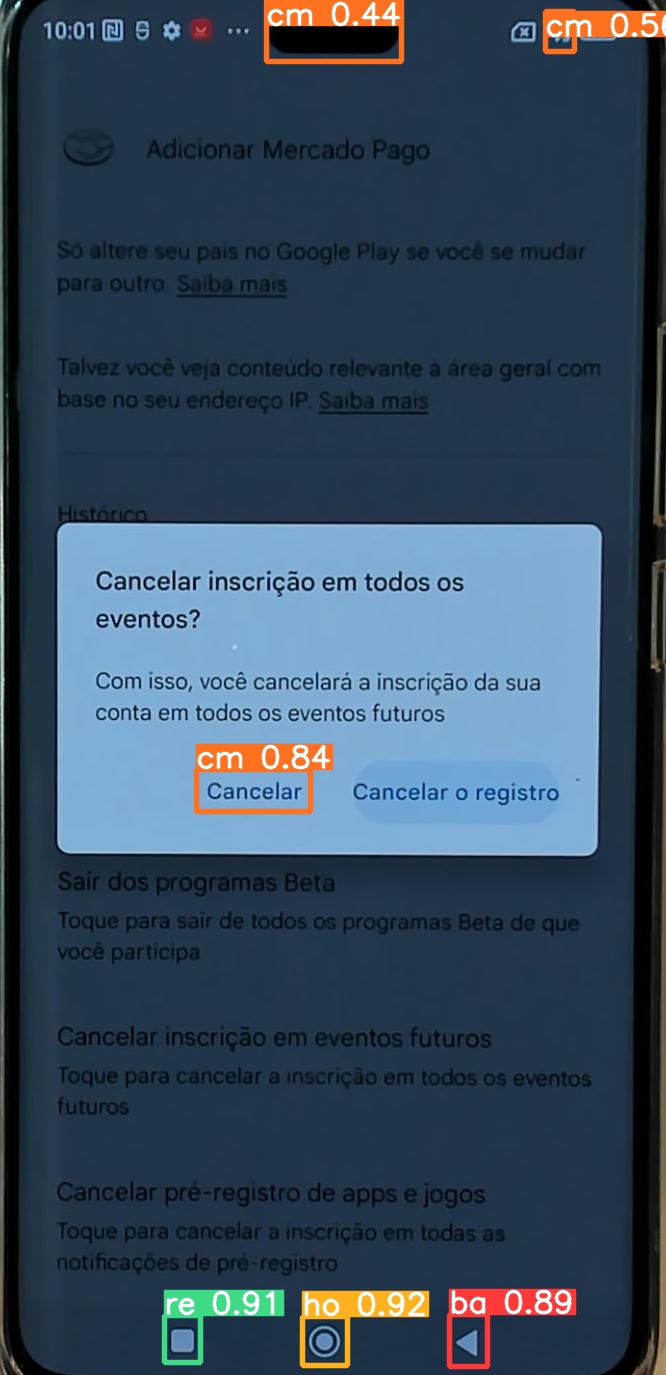 cm 0.44
cm 0.56
10:01
Adicionar Mercado Pago
Só altere seu país no Google Play se você se mudar
para outro. Saiba mais
Talvez você veja conteúdo relevante à área geral com
base no seu endereço IP. Saiba mais
Histórico
Cancelar inscrição em todos os
eventos?
Com isso, você cancelará a inscrição da sua
conta em todos os eventos futuros
cm 0.84
Cancelar
Cancelar o registro
Sair dos programas Beta
Toque para sair de todos os programas Beta de que
você participa
Cancelar inscrição em eventos futuros
Toque para cancelar a inscrição em todos os eventos
futuros
Cancelar pré-registro de apps e jogos
Toque para cancelar a inscrição em todas as
notificações de pré-registro
re 0.91
ho 0.92
ba 0.89